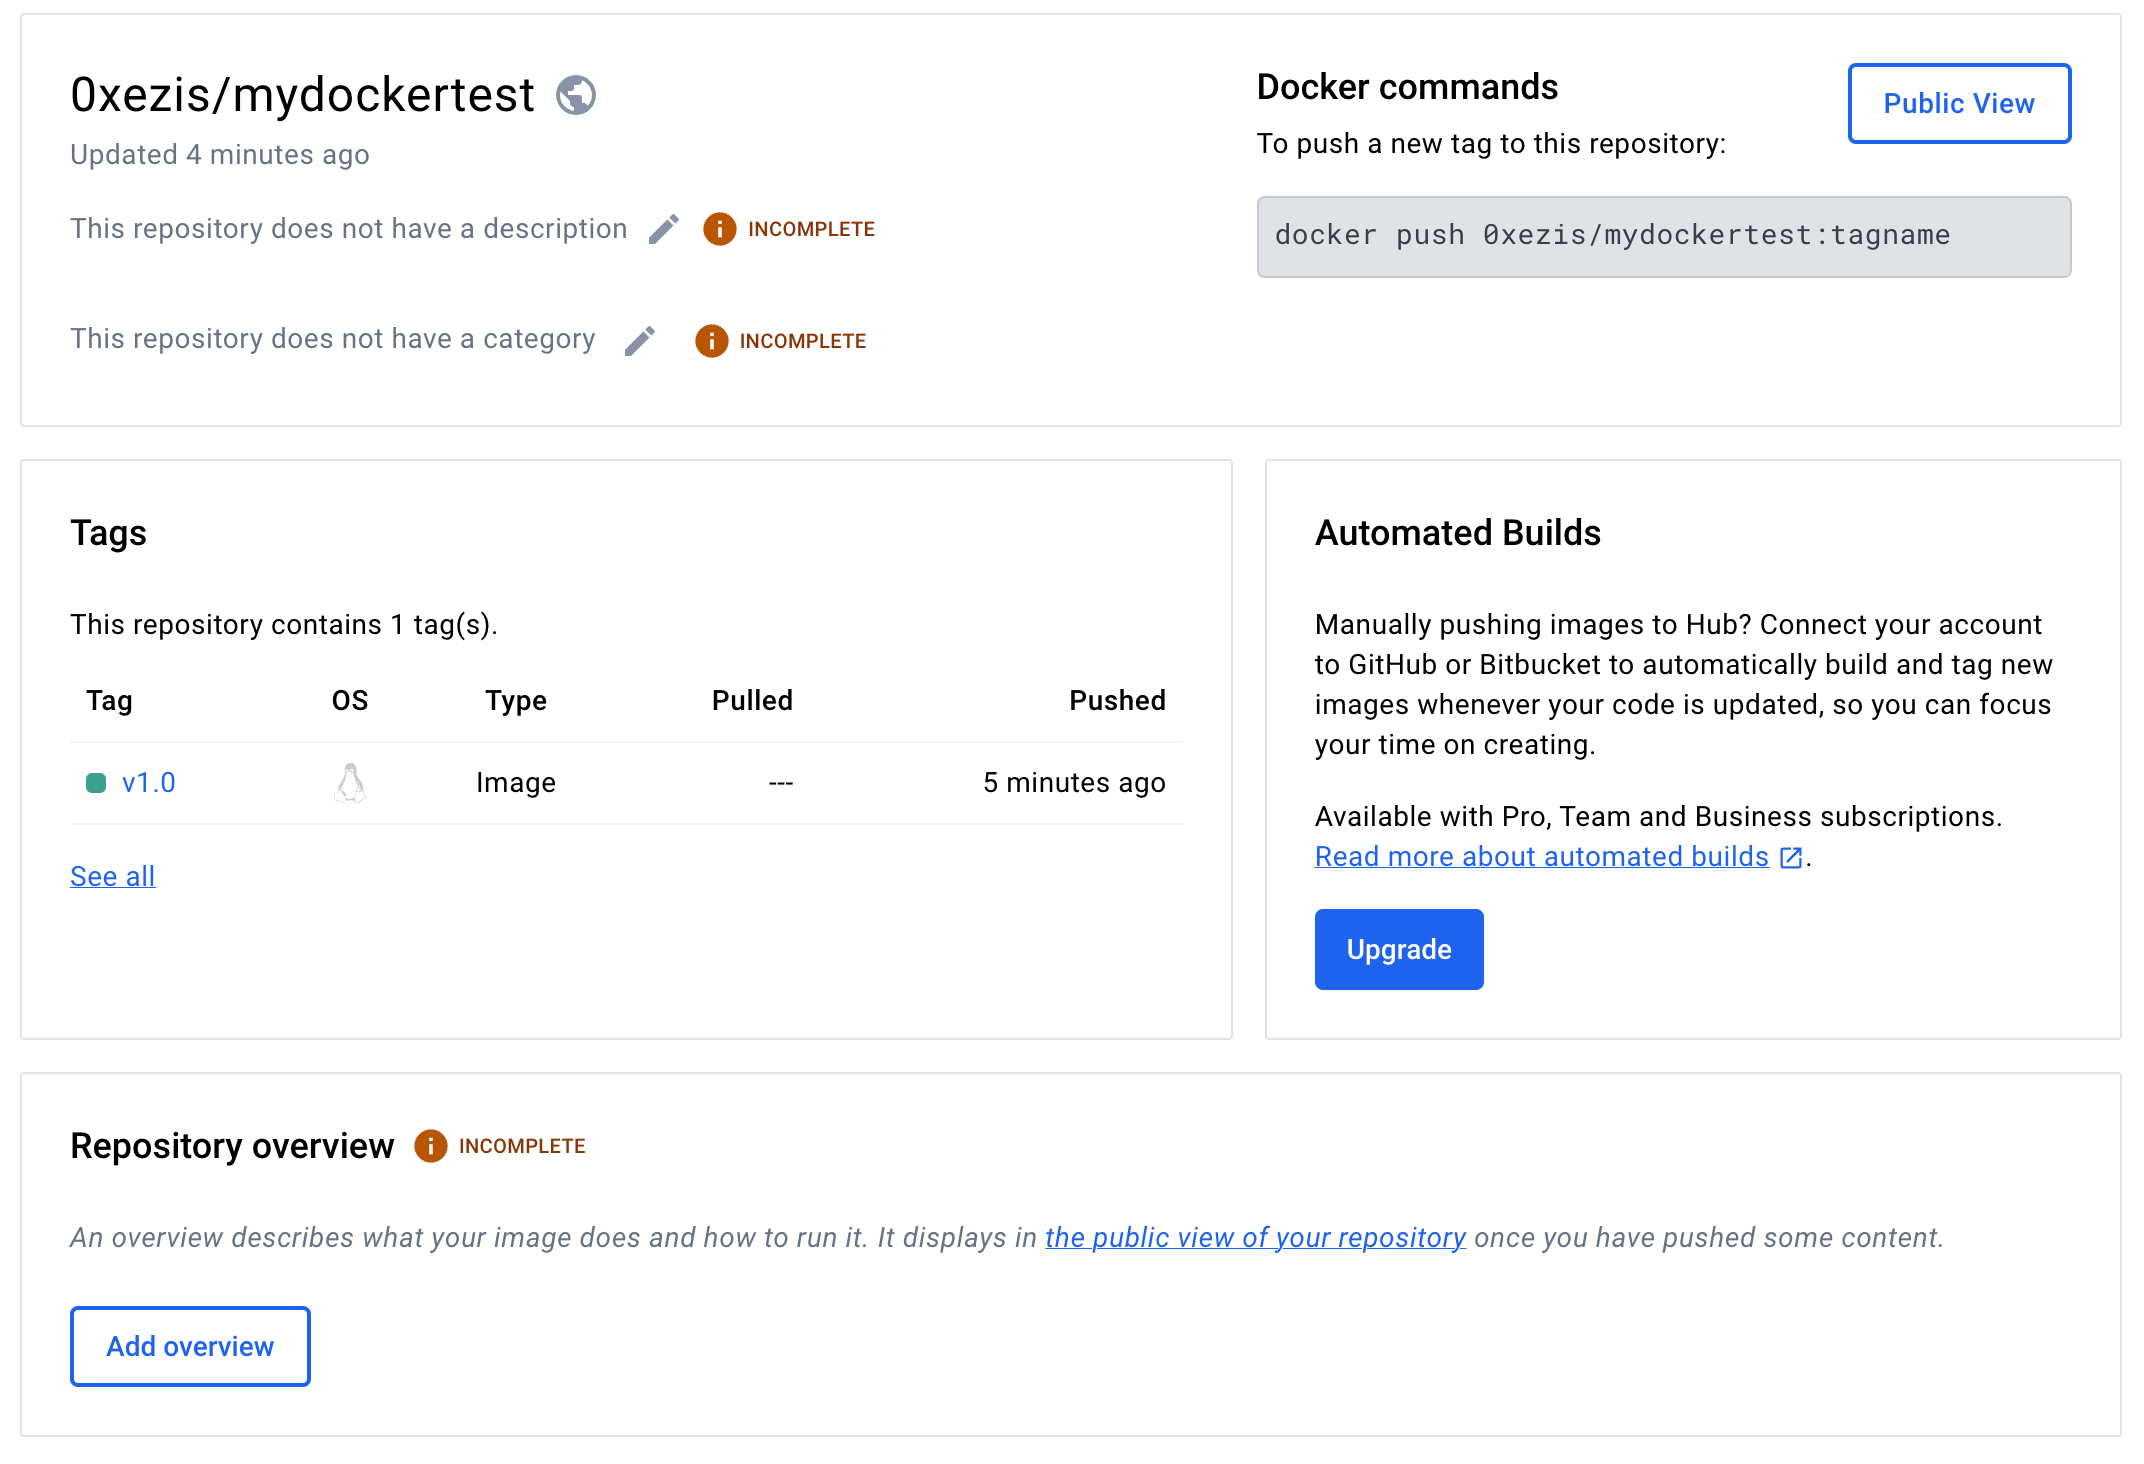 0xezis/mydockertest
Updated 4 minutes ago
This repository does not have a description
INCOMPLETE
This repository does not have a category
INCOMPLETE
Docker commands
Public View
To push a new tag to this repository:
docker push 0xezis/mydockertest:tagname
Tags
This repository contains 1 tag(s).
Tag OS Type Pulled Pushed
v1.0 Image --- 5 minutes ago
See all
Automated Builds
Manually pushing images to Hub? Connect your account
to GitHub or Bitbucket to automatically build and tag new
images whenever your code is updated, so you can focus
your time on creating.
Available with Pro, Team and Business subscriptions.
Read more about automated builds.
Upgrade
Repository overview INCOMPLETE
An overview describes what your image does and how to run it. It displays in the public view of your repository once you have pushed some content.
Add overview